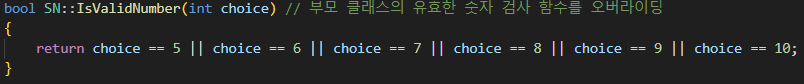 bool SN::IsValidNumber(int choice) // 부모 클래스의 유효한 숫자 검사 함수를 오버라이딩
{
    return choice == 5 || choice == 6 || choice == 7 || choice == 8 || choice == 9 || choice == 10;
}